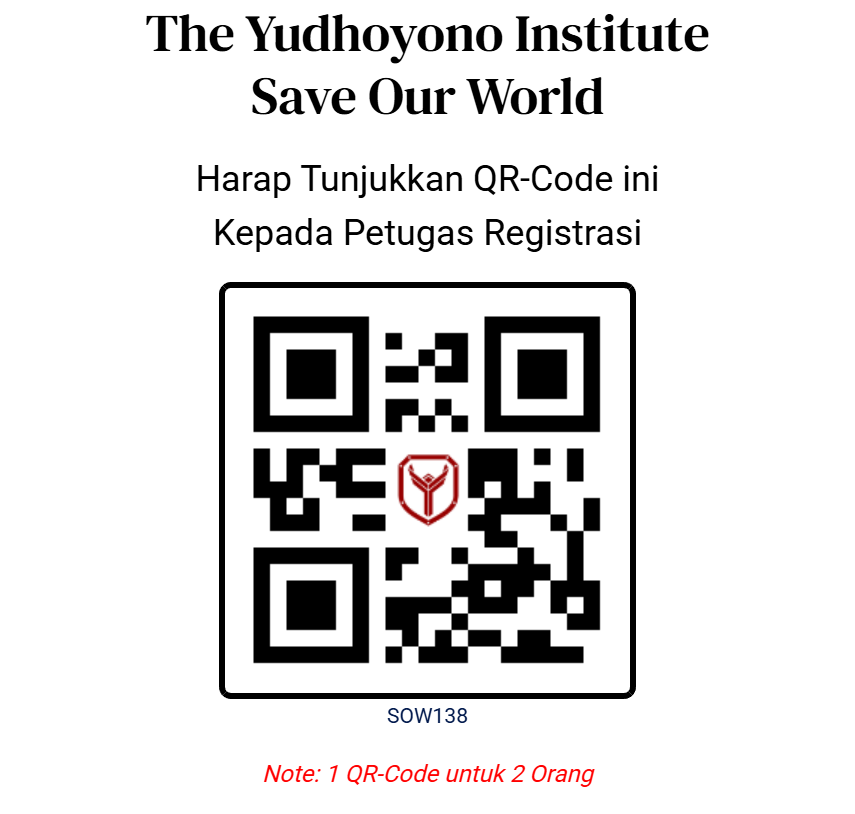 The Yudhoyono Institute
Save Our World
Harap Tunjukkan QR-Code ini
Kepada Petugas Registrasi
SOW138
Note: 1 QR-Code untuk 2 Orang